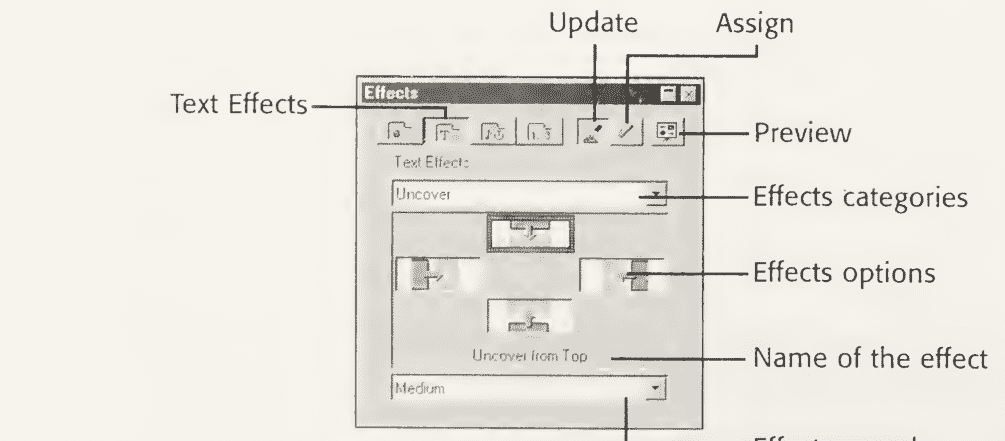 Update
Assign
Effects
Text Effects
Preview
Text Effects
Uncover
Effects categories
Effects options
Uncover from Top
Name of the effect
Medium